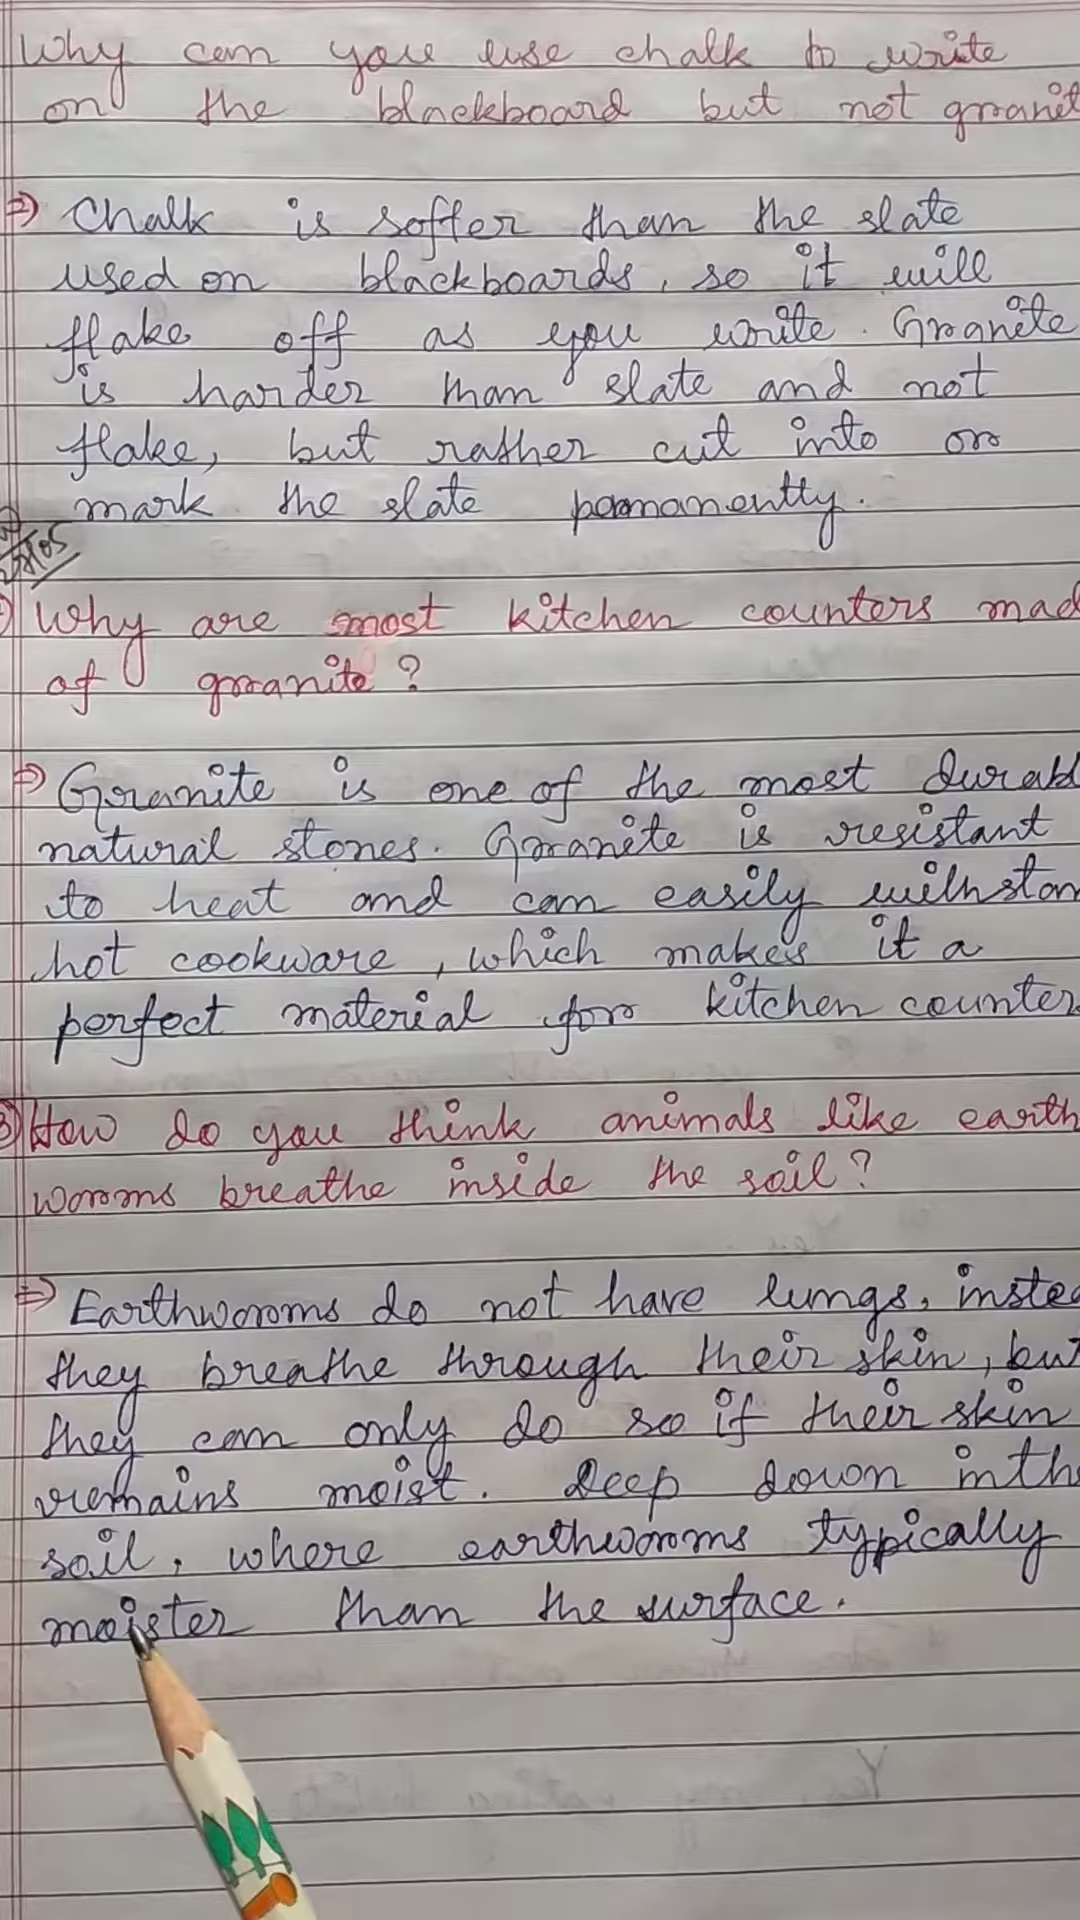 Why can you use chalk to write
on the blackboard but not granit
⇒ Chalk is softer than the slate
used on blackboards, so it will
flake off as you write. Granite
is harder than slate and not
flake, but rather cut into or
mark the slate permanently.
Why are most kitchen counters mad
of granite?
⇒ Granite is one of the most durabl
natural stones. Granite is resistant
to heat and can easily withstan
hot cookware, which makes it a
perfect material for kitchen counter
3) How do you think animals like earth
worms breathe inside the soil?
⇒ Earthworms do not have lungs, instea
they breathe through their skin, but
they can only do so if their skin
remains moist. Deep down in th
soil, where earthworms typically
moister than the surface.